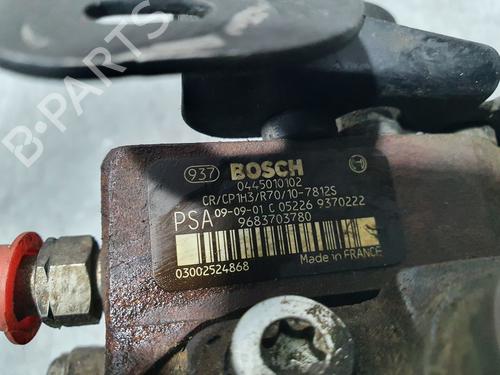 B-PARTS
937 BOSCH
0445010102
CR/CP1H3/R70/10-7812S
PSA 09-09-01 C 05226 9370222
9683703780
03002524868 Made in FRANCE